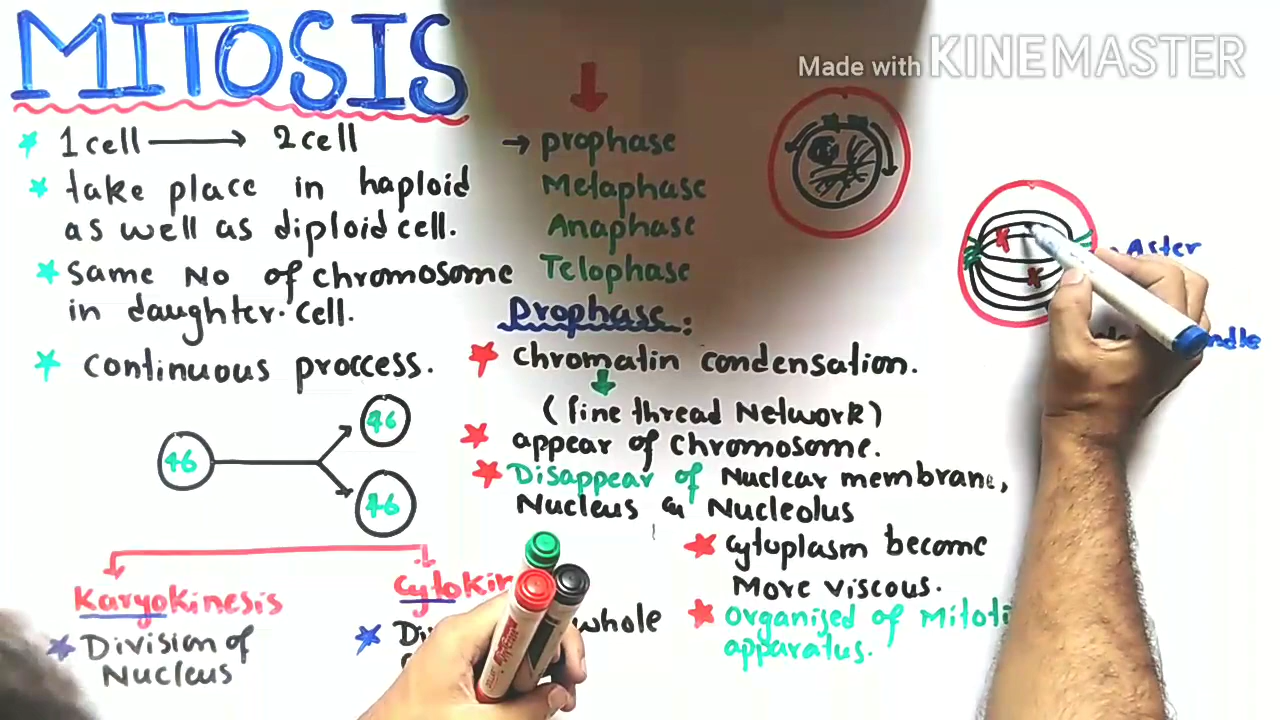 MITOSIS
Made with KINEMASTER
1 cell → 2 cell
take place in haploid
as well as diploid cell.
Same No of chromosome
in daughter. cell.
continuous proccess.
46
46
46
Karyokinesis
Division of
Nucleus
whole
→ prophase
Metaphase
Anaphase
Telophase
Prophase:
chromatin condensation.
(fine thread Network)
appear of chromosome.
Disappear of Nuclear membrane,
Nucleus & Nucleolus
cytoplasm become
More viscous.
Organised of Mitoti
apparatus.
Aster